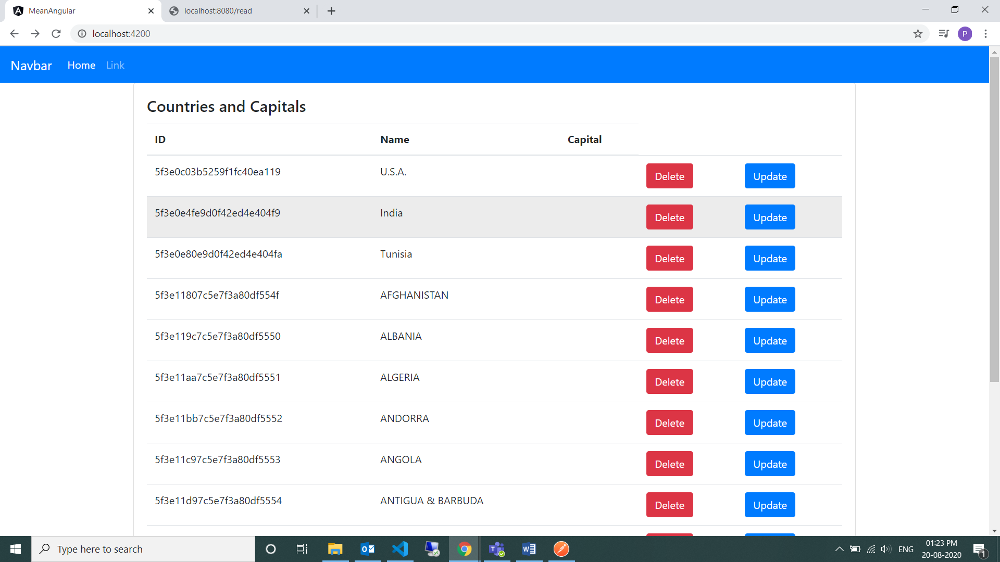 MeanAngular
localhost:8080/read
localhost:4200
P
Navbar Home Link
Countries and Capitals
ID Name Capital
5f3e0c03b5259f1fc40ea119 U.S.A. Delete Update
5f3e0e4fe9d0f42ed4e404f9 India Delete Update
5f3e0e80e9d0f42ed4e404fa Tunisia Delete Update
5f3e11807c5e7f3a80df554f AFGHANISTAN Delete Update
5f3e119c7c5e7f3a80df5550 ALBANIA Delete Update
5f3e11aa7c5e7f3a80df5551 ALGERIA Delete Update
5f3e11bb7c5e7f3a80df5552 ANDORRA Delete Update
5f3e11c97c5e7f3a80df5553 ANGOLA Delete Update
5f3e11d97c5e7f3a80df5554 ANTIGUA & BARBUDA Delete Update
Type here to search
ENG
01:23 PM
20-08-2020
1